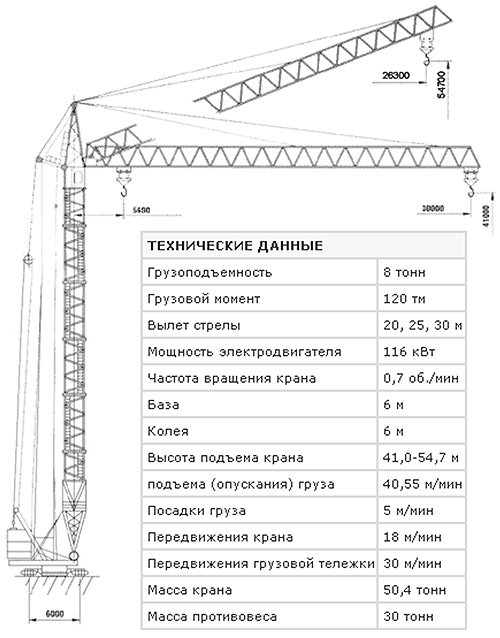 26300
54700
5400
30000
41000
ТЕХНИЧЕСКИЕ ДАННЫЕ
Грузоподъемность 8 тонн
Грузовой момент 120 тм
Вылет стрелы 20, 25, 30 м
Мощность электродвигателя 116 кВт
Частота вращения крана 0,7 об./мин
База 6 м
Колея 6 м
Высота подъема крана 41,0-54,7 м
подъема (опускания) груза 40,55 м/мин
Посадки груза 5 м/мин
Передвижения крана 18 м/мин
Передвижения грузовой тележки 30 м/мин
Масса крана 50,4 тонн
Масса противовеса 30 тонн
6000